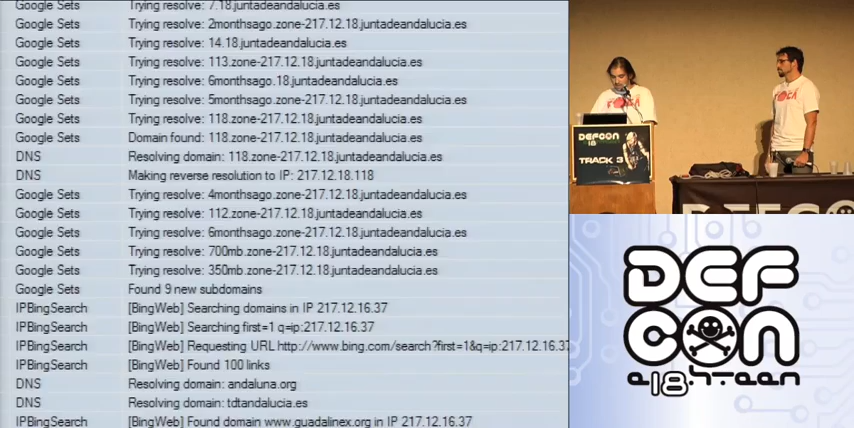 Google Sets Trying resolve: 7.18.juntadeandalucia.es
Google Sets Trying resolve: 2monthsago.zone-217.12.18.juntadeandalucia.es
Google Sets Trying resolve: 14.18.juntadeandalucia.es
Google Sets Trying resolve: 113.zone-217.12.18.juntadeandalucia.es
Google Sets Trying resolve: 6monthsago.18.juntadeandalucia.es
Google Sets Trying resolve: 5monthsago.zone-217.12.18.juntadeandalucia.es
Google Sets Trying resolve: 118.zone-217.12.18.juntadeandalucia.es
Google Sets Domain found: 118.zone-217.12.18.juntadeandalucia.es
DNS Resolving domain: 118.zone-217.12.18.juntadeandalucia.es
DNS Making reverse resolution to IP: 217.12.18.118
Google Sets Trying resolve: 4monthsago.zone-217.12.18.juntadeandalucia.es
Google Sets Trying resolve: 112.zone-217.12.18.juntadeandalucia.es
Google Sets Trying resolve: 6monthsago.zone-217.12.18.juntadeandalucia.es
Google Sets Trying resolve: 700mb.zone-217.12.18.juntadeandalucia.es
Google Sets Trying resolve: 350mb.zone-217.12.18.juntadeandalucia.es
Google Sets Found 9 new subdomains
IPBingSearch [BingWeb] Searching domains in IP 217.12.16.37
IPBingSearch [BingWeb] Searching first=1 q=ip:217.12.16.37
IPBingSearch [BingWeb] Requesting URL http://www.bing.com/search?first=1&q=ip:217.12.16.37
IPBingSearch [BingWeb] Found 100 links
DNS Resolving domain: andaluna.org
DNS Resolving domain: tdtandalucia.es
IPBingSearch [BingWeb] Found domain www.guadalinex.org in IP 217.12.16.37
FOCA
FOCA
DEFCON
18
TRACK 3
DEFCO
DEF
CON
e18hteen